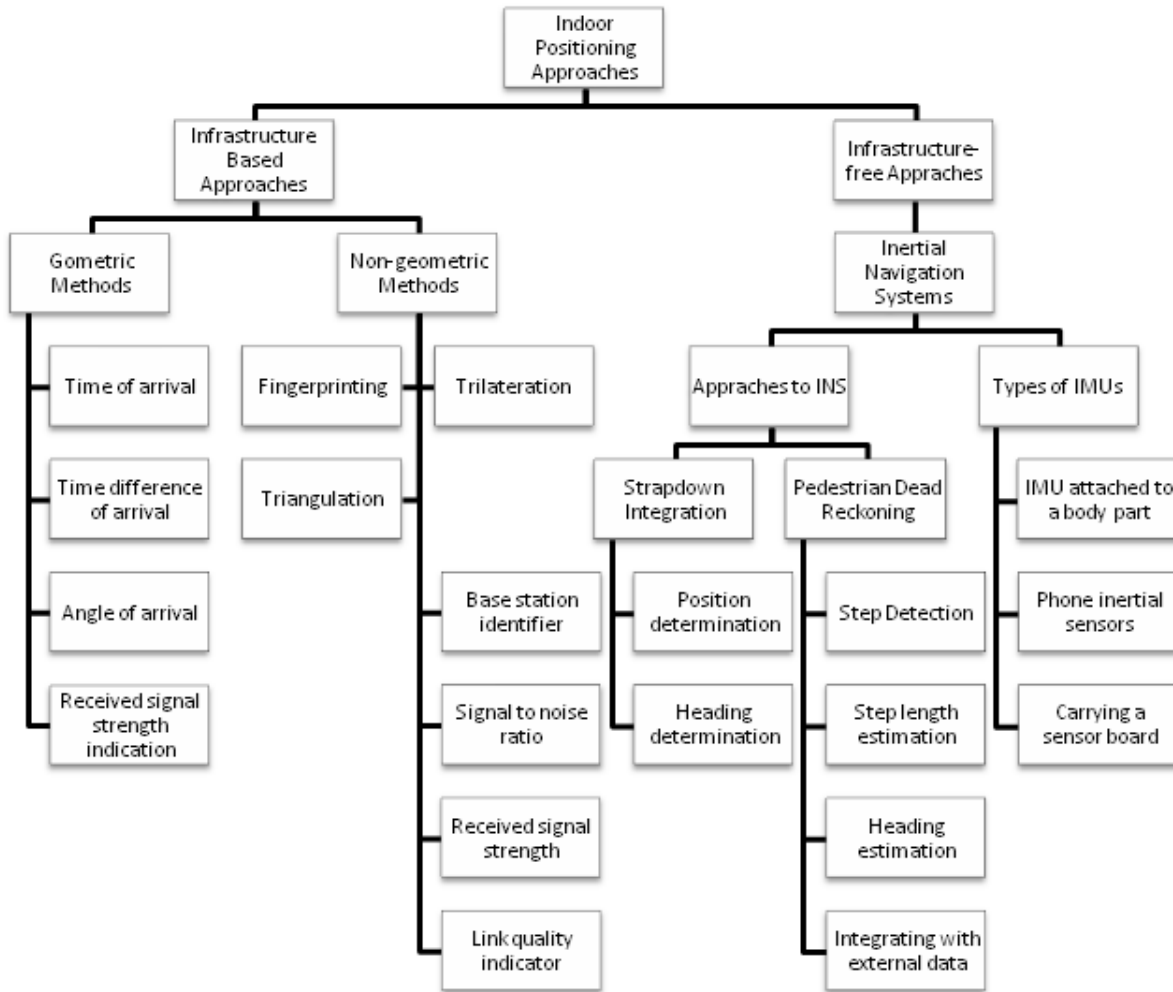 Indoor
Positioning
Approaches
Infrastructure
Based
Approaches
Infrastructure-
free Appraches
Gometric
Methods
Non-geometric
Methods
Inertial
Navigation
Systems
Time of arrival
Fingerprinting
Trilateration
Appraches to INS
Types of IMUs
Time difference
of arrival
Triangulation
Strapdown
Integration
Pedestrian Dead
Reckoning
IMU attached to
a body part
Angle of arrival
Base station
identifier
Position
determination
Step Detection
Phone inertial
sensors
Received signal
strength
indication
Signal to noise
ratio
Heading
determination
Step length
estimation
Carrying a
sensor board
Received signal
strength
Heading
estimation
Link quality
indicator
Integrating with
external data